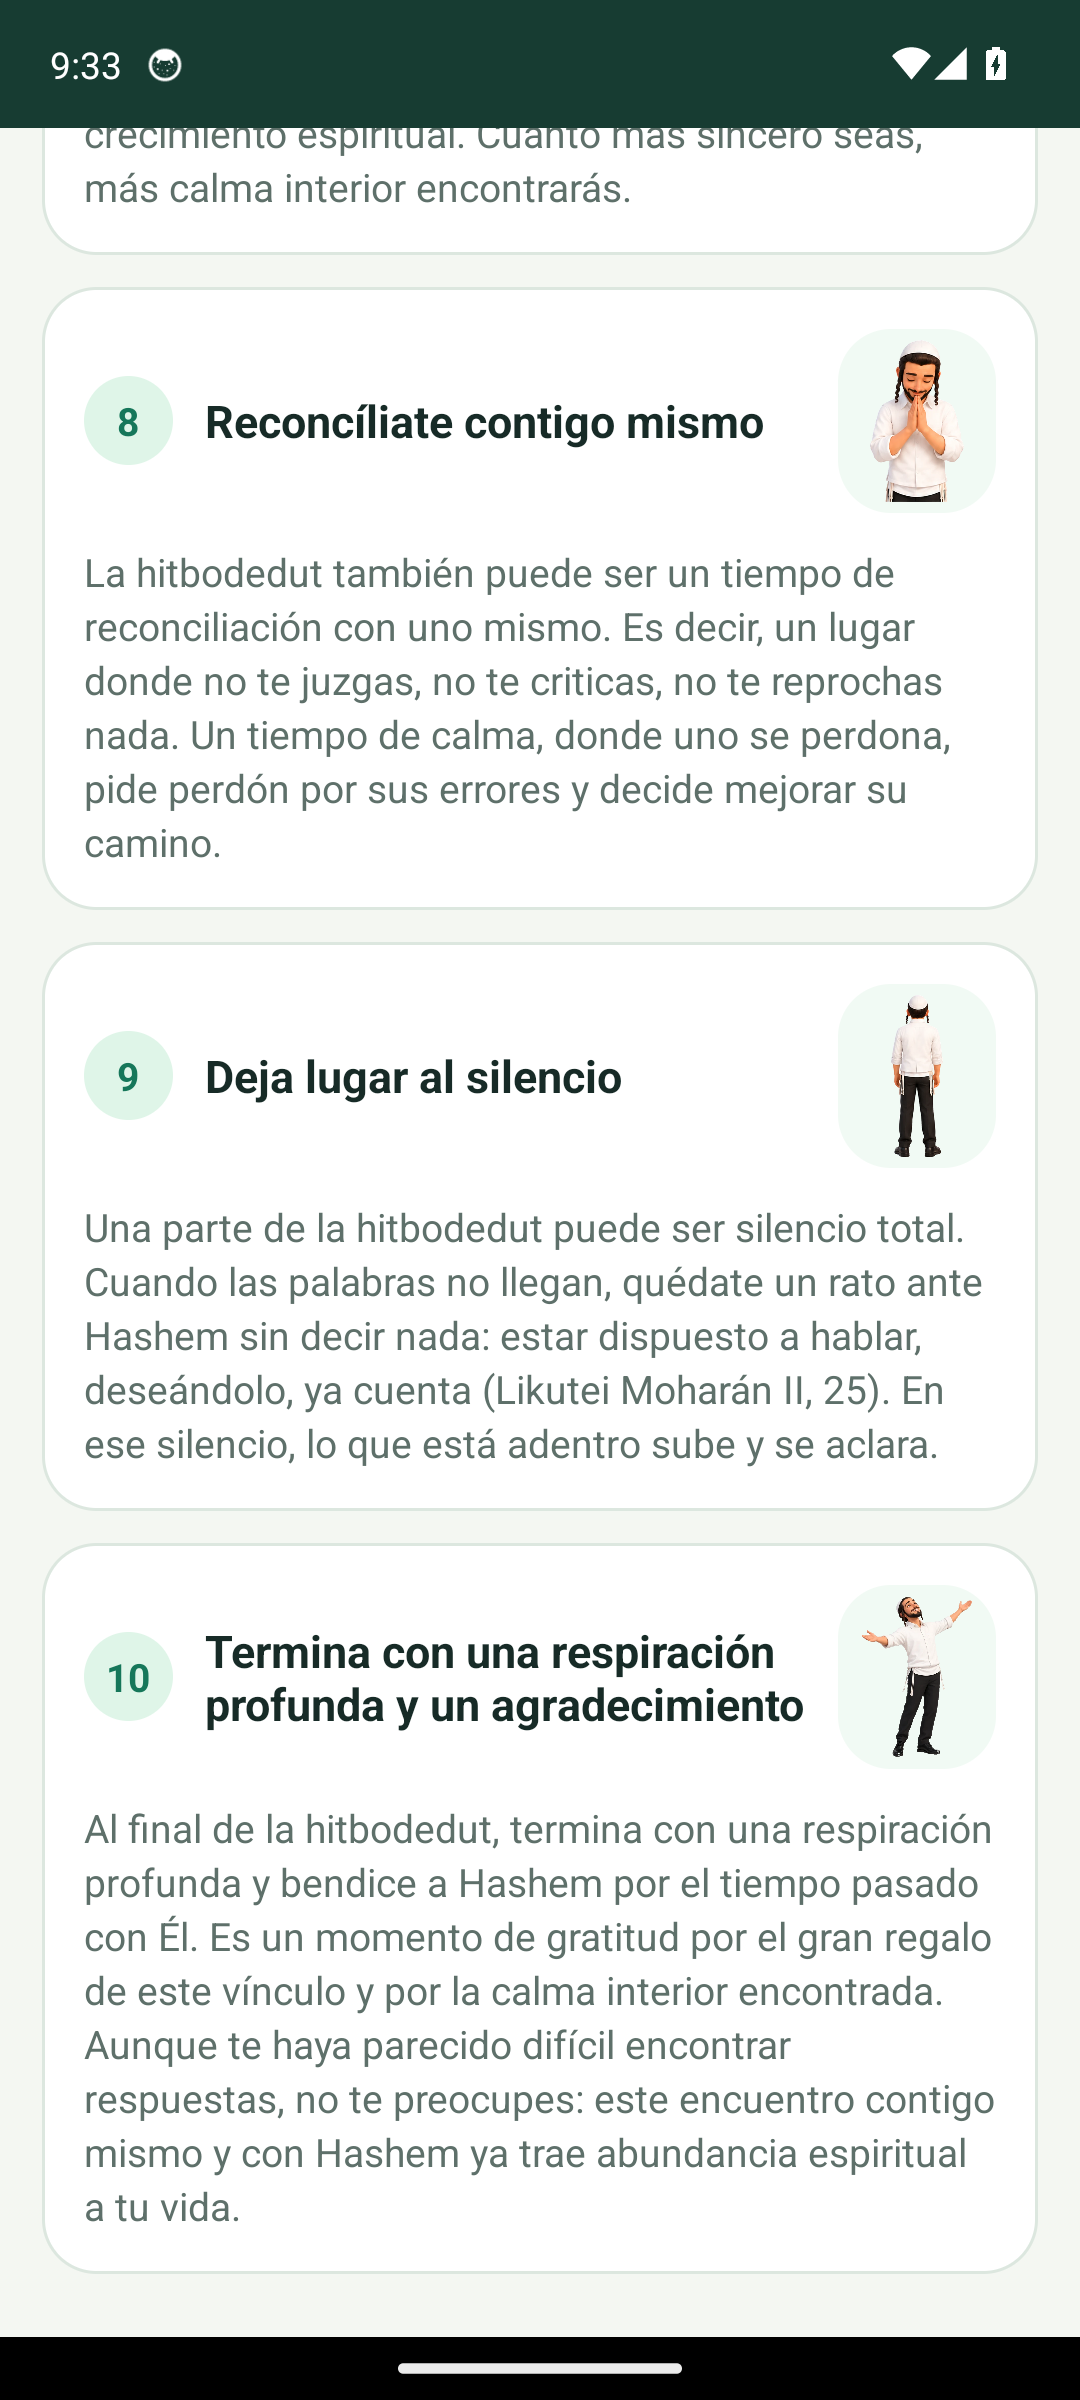 9:33
crecimiento espiritual. Cuanto más sincero seas,
más calma interior encontrarás.
8
Reconcíliate contigo mismo
La hitbodedut también puede ser un tiempo de
reconciliación con uno mismo. Es decir, un lugar
donde no te juzgas, no te criticas, no te reprochas
nada. Un tiempo de calma, donde uno se perdona,
pide perdón por sus errores y decide mejorar su
camino.
9
Deja lugar al silencio
Una parte de la hitbodedut puede ser silencio total.
Cuando las palabras no llegan, quédate un rato ante
Hashem sin decir nada: estar dispuesto a hablar,
deseándolo, ya cuenta (Likutei Moharán II, 25). En
ese silencio, lo que está adentro sube y se aclara.
10
Termina con una respiración
profunda y un agradecimiento
Al final de la hitbodedut, termina con una respiración
profunda y bendice a Hashem por el tiempo pasado
con Él. Es un momento de gratitud por el gran regalo
de este vínculo y por la calma interior encontrada.
Aunque te haya parecido difícil encontrar
respuestas, no te preocupes: este encuentro contigo
mismo y con Hashem ya trae abundancia espiritual
a tu vida.